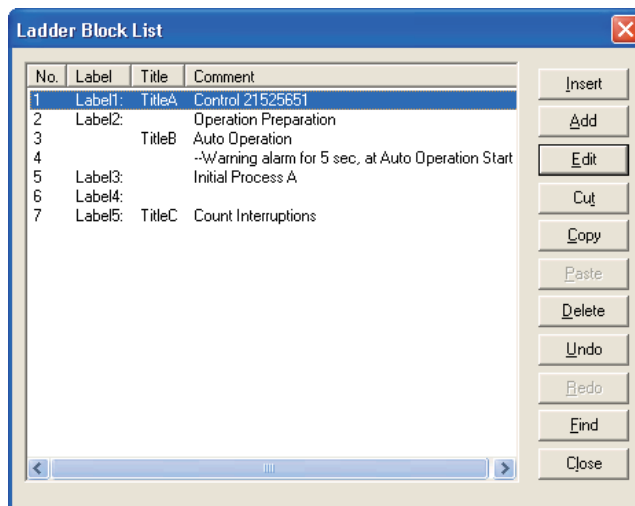 Ladder Block List
No. Label Title Comment
1 Label1: TitleA Control 21525651
2 Label2: Operation Preparation
3 TitleB Auto Operation
4 --Warning alarm for 5 sec, at Auto Operation Start
5 Label3: Initial Process A
6 Label4:
7 Label5: TitleC Count Interruptions
Insert
Add
Edit
Cut
Copy
Paste
Delete
Undo
Redo
Find
Close